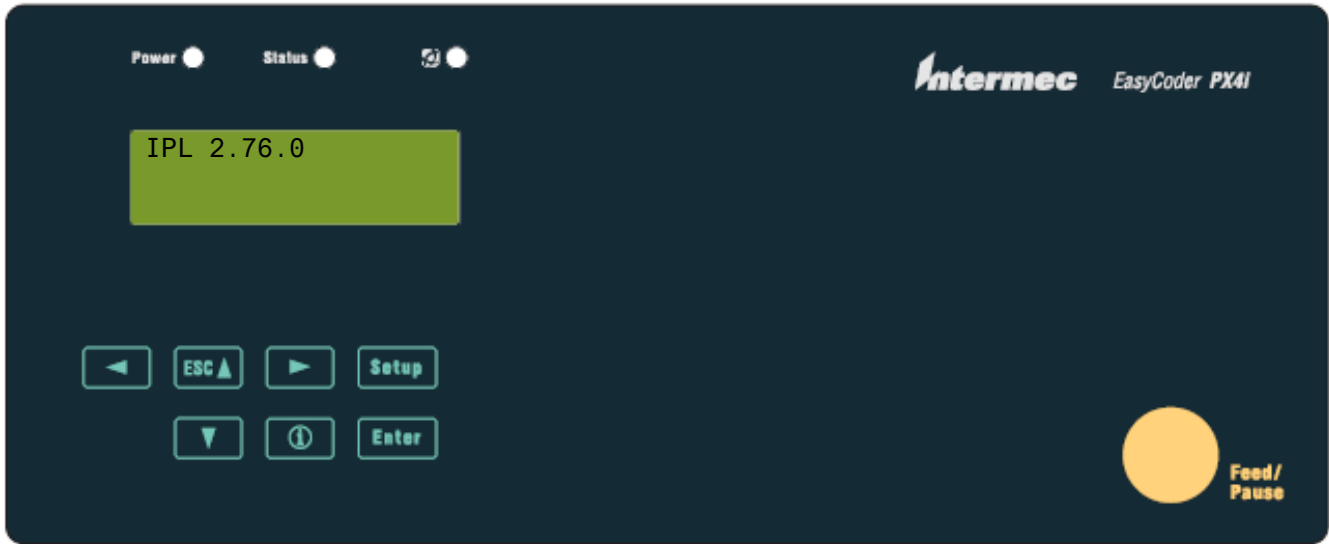 Power Status
Intermec EasyCoder PX4i
IPL 2.76.0
ESC Setup
i Enter
Feed/
Pause